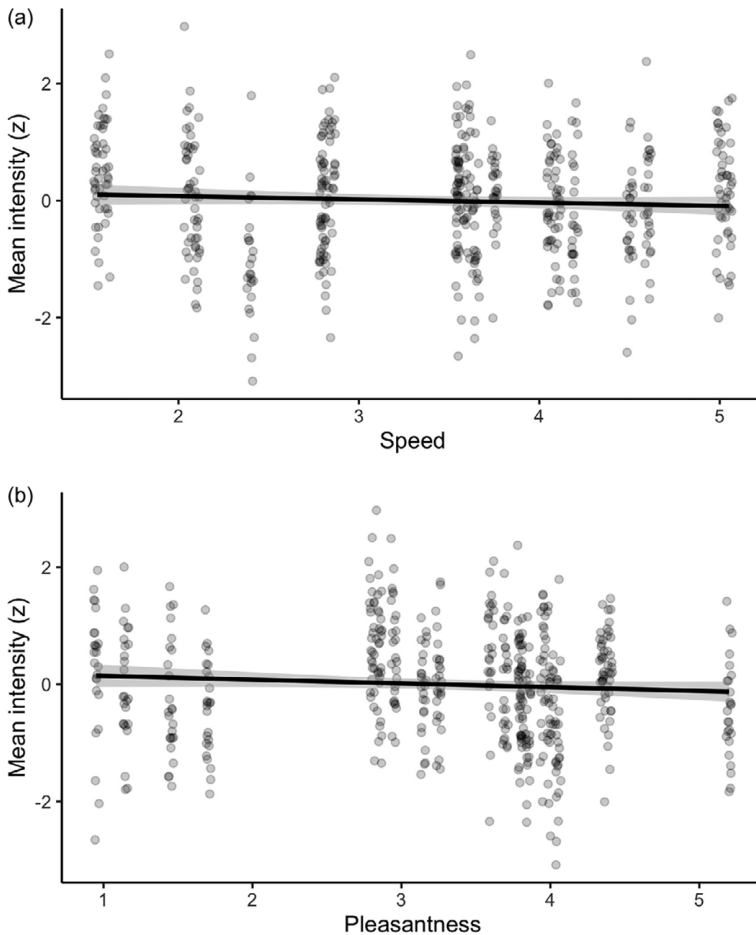 (a)
Mean intensity (z)
2
0
-2
2 3 4 5
Speed
(b)
Mean intensity (z)
2
0
-2
1 2 3 4 5
Pleasantness